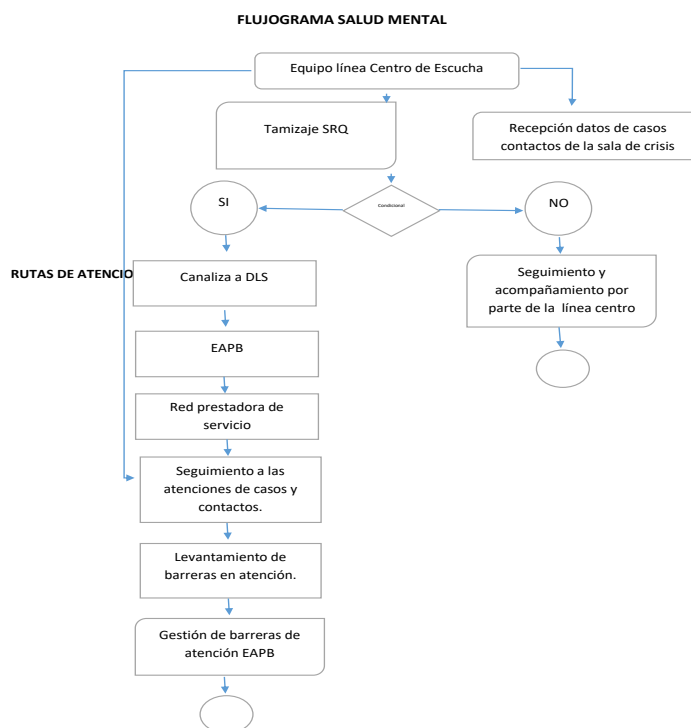 FLUJOGRAMA SALUD MENTAL
Equipo línea Centro de Escucha
Tamizaje SRQ
Recepción datos de casos
contactos de la sala de crisis
SI
Condicional
NO
RUTAS DE ATENCIO
Canaliza a DLS
Seguimiento y
acompañamiento por
parte de la línea centro
EAPB
Red prestadora de
servicio
Seguimiento a las
atenciones de casos y
contactos.
Levantamiento de
barreras en atención.
Gestión de barreras de
atención EAPB